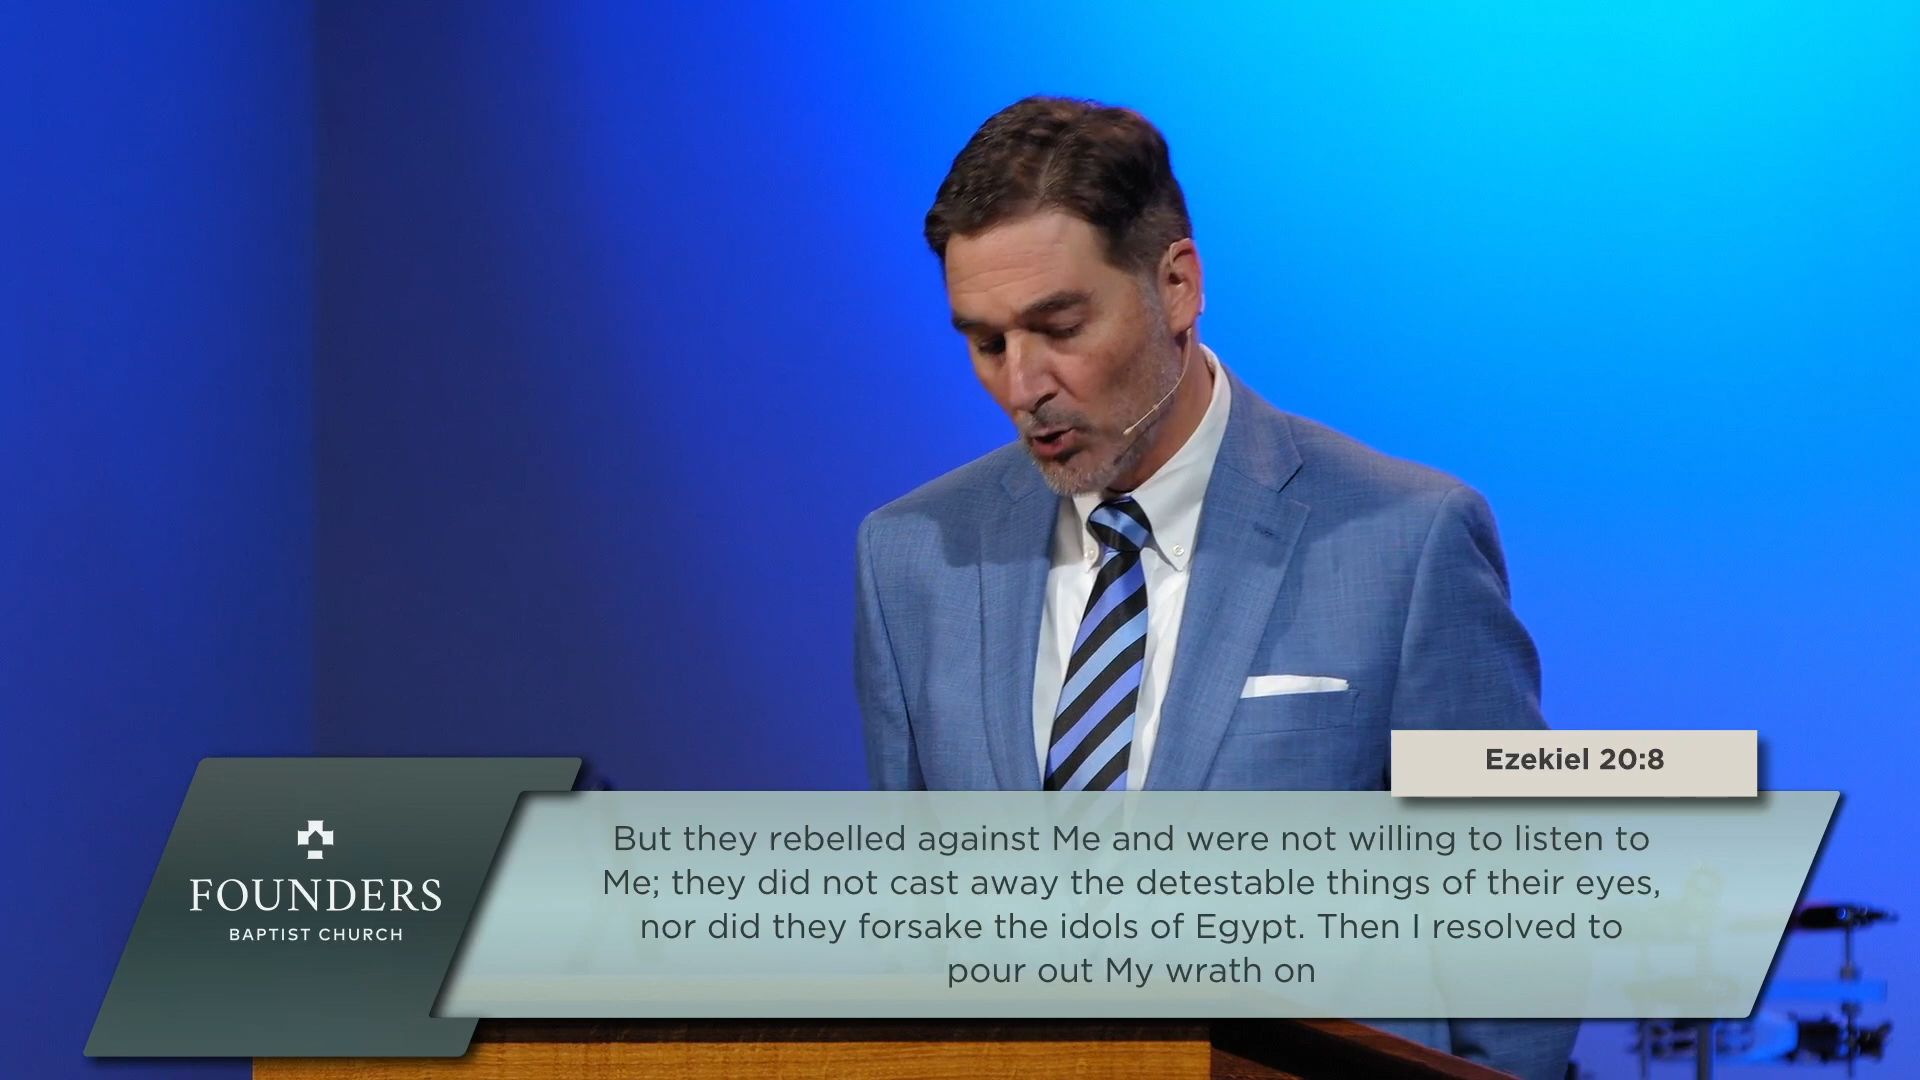 Ezekiel 20:8
But they rebelled against Me and were not willing to listen to
Me; they did not cast away the detestable things of their eyes,
nor did they forsake the idols of Egypt. Then I resolved to
pour out My wrath on
FOUNDERS
BAPTIST CHURCH